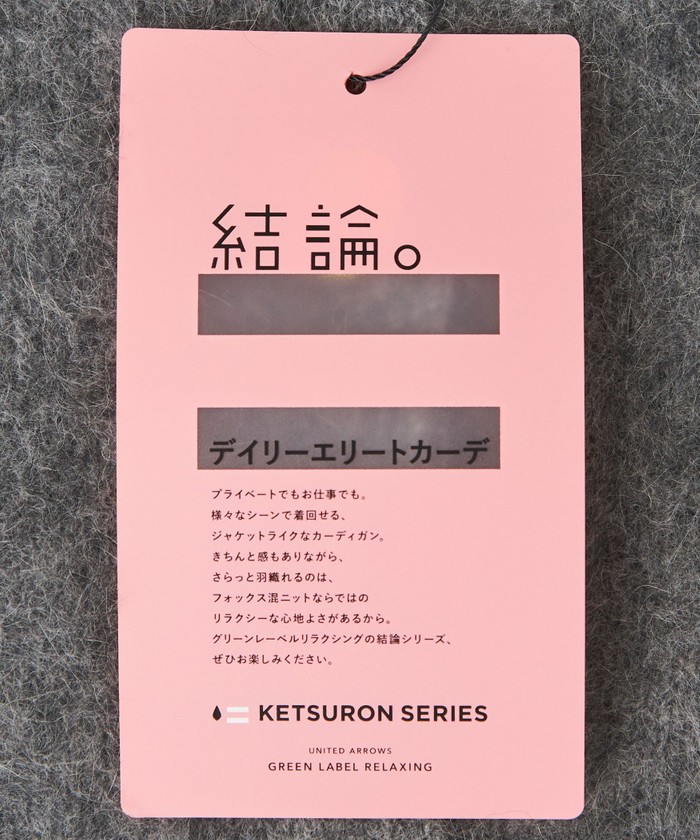 結論。
デイリーエリートカーデ
プライベートでもお仕事でも。
様々なシーンで着回せる、
ジャケットライクなカーディガン。
きちんと感もありながら、
さらっと羽織れるのは、
フォックス混ニットならではの
リラクシーな心地よさがあるから。
グリーンレーベルリラクシングの結論シリーズ、
ぜひお楽しみください。
KETSURON SERIES
UNITED ARROWS
GREEN LABEL RELAXING